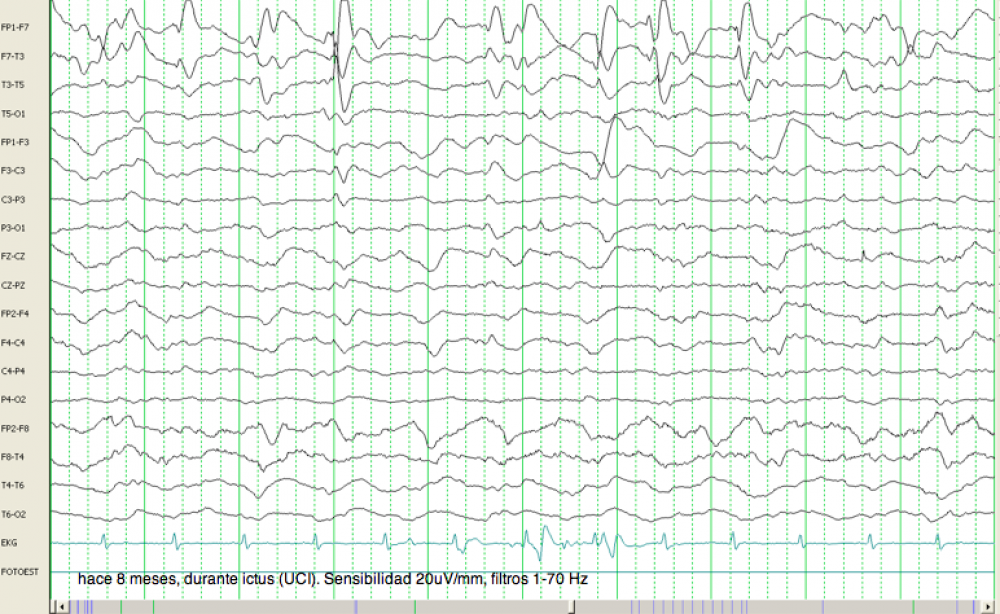 FP1-F7
F7-T3
T3-T5
T5-O1
FP1-F3
F3-C3
C3-P3
P3-O1
FZ-CZ
CZ-PZ
FP2-F4
F4-C4
C4-P4
P4-O2
FP2-F8
F8-T4
T4-T6
T6-O2
EKG
FOTOEST
hace 8 meses, durante ictus (UCI). Sensibilidad 20uV/mm, filtros 1-70 Hz